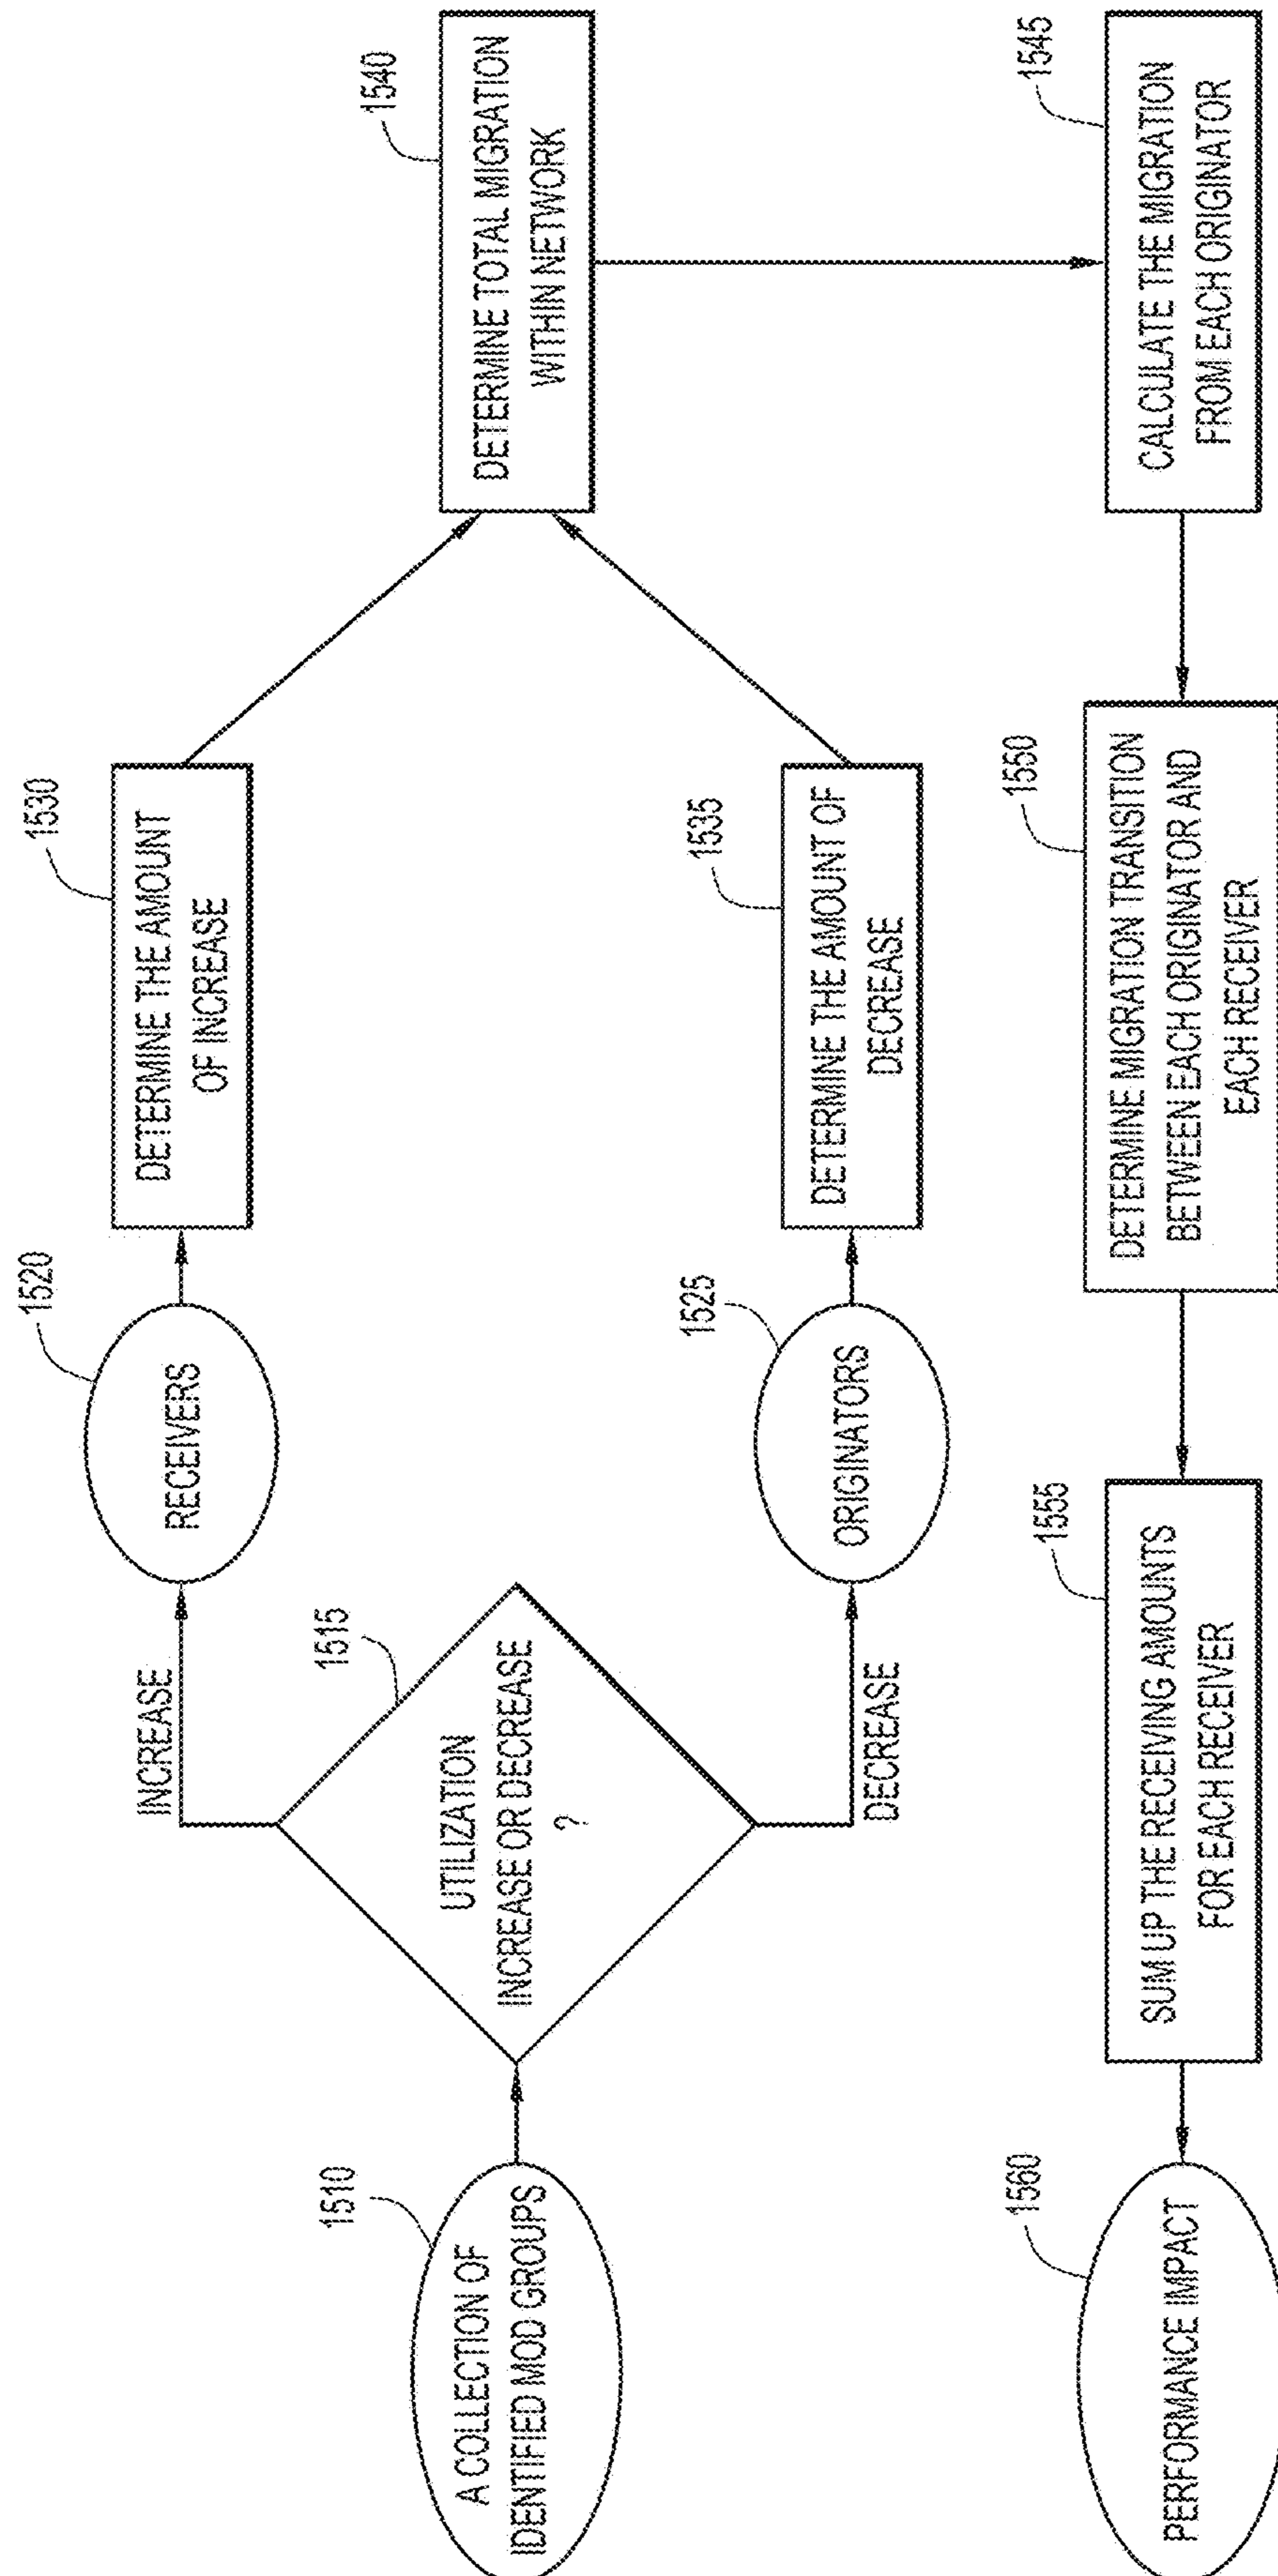 1510
A COLLECTION OF
IDENTIFIED MOD GROUPS
1515
UTILIZATION
INCREASE OR DECREASE
?
INCREASE
1520
RECEIVERS
1530
DETERMINE THE AMOUNT
OF INCREASE
DECREASE
1525
ORIGINATORS
1535
DETERMINE THE AMOUNT OF
DECREASE
1540
DETERMINE TOTAL MIGRATION
WITHIN NETWORK
1545
CALCULATE THE MIGRATION
FROM EACH ORIGINATOR
1550
DETERMINE MIGRATION TRANSITION
BETWEEN EACH ORIGINATOR AND
EACH RECEIVER
1555
SUM UP THE RECEIVING AMOUNTS
FOR EACH RECEIVER
1560
PERFORMANCE IMPACT